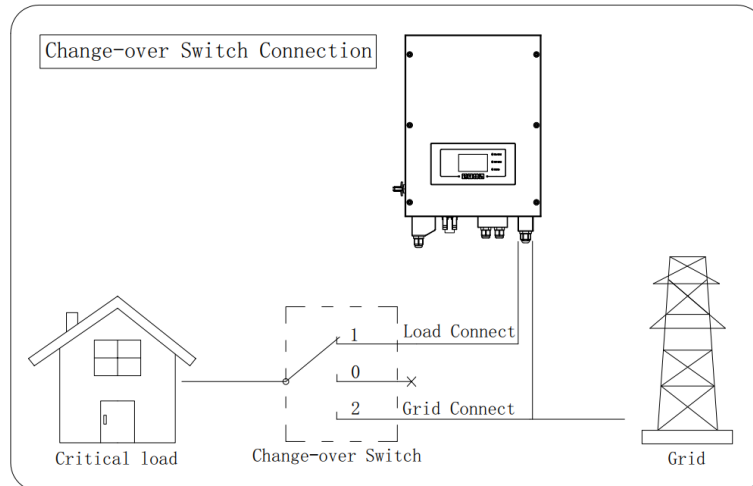 Change-over Switch Connection
1
Load Connect
0
2
Grid Connect
Critical load
Change-over Switch
Grid